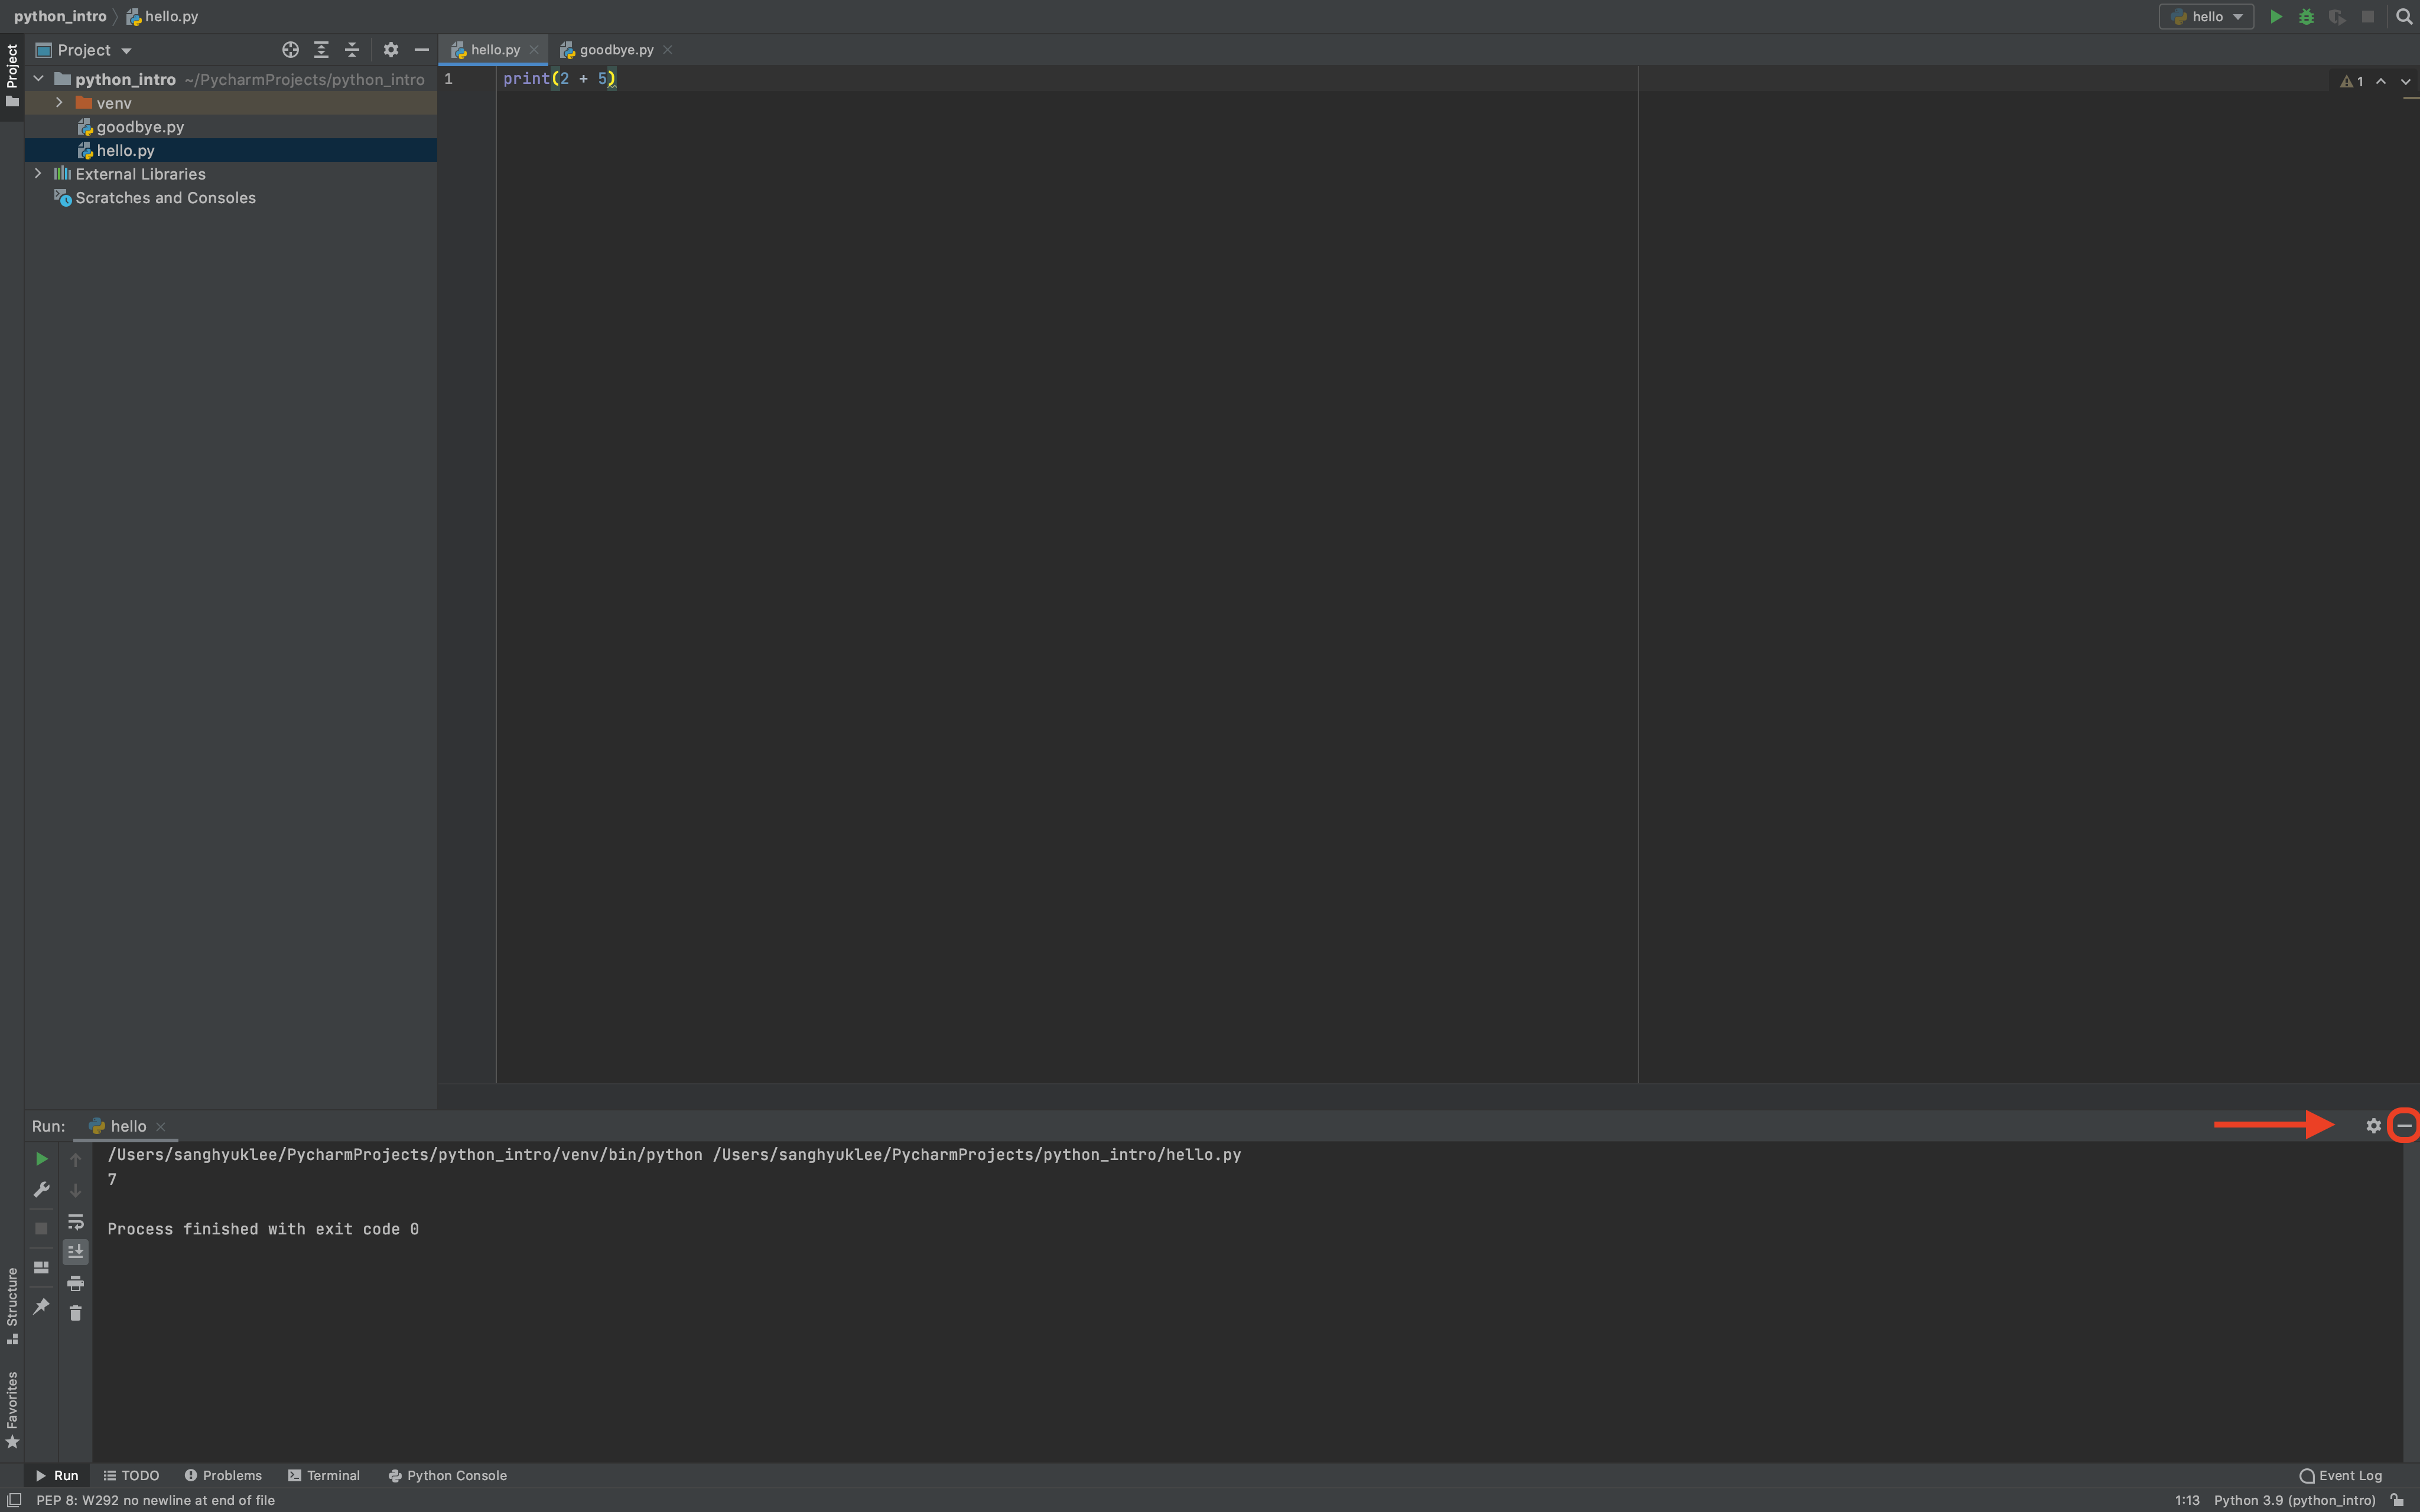 python_intro hello.py
hello
Project
Project
hello.py
goodbye.py
python_intro ~/PycharmProjects/python_intro
venv
goodbye.py
hello.py
External Libraries
Scratches and Consoles
1 print(2 + 5)
1
Run: hello
/Users/sanghyuklee/PycharmProjects/python_intro/venv/bin/python /Users/sanghyuklee/PycharmProjects/python_intro/hello.py
7
Process finished with exit code 0
Structure
Favorites
Run TODO Problems Terminal Python Console Event Log
PEP 8: W292 no newline at end of file 1:13 Python 3.9 (python_intro)